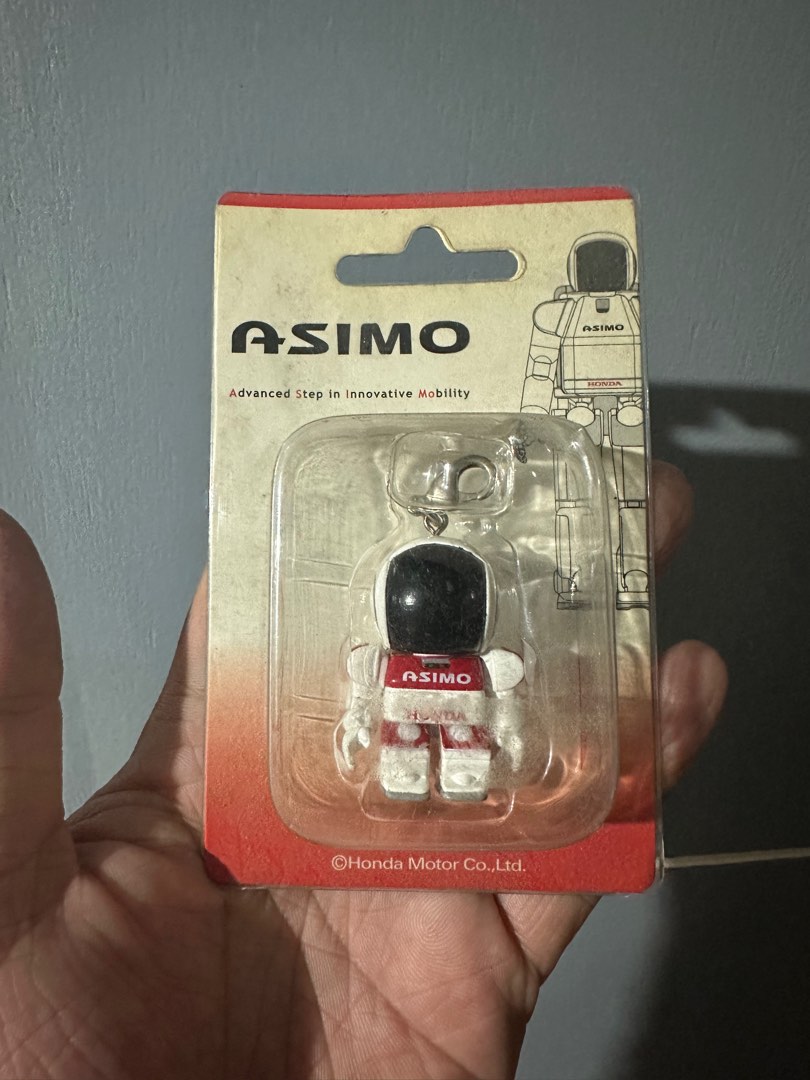 ASIMO
Advanced Step in Innovative Mobility
ASIMO
HONDA
ASIMO
HONDA
©Honda Motor Co.,Ltd.